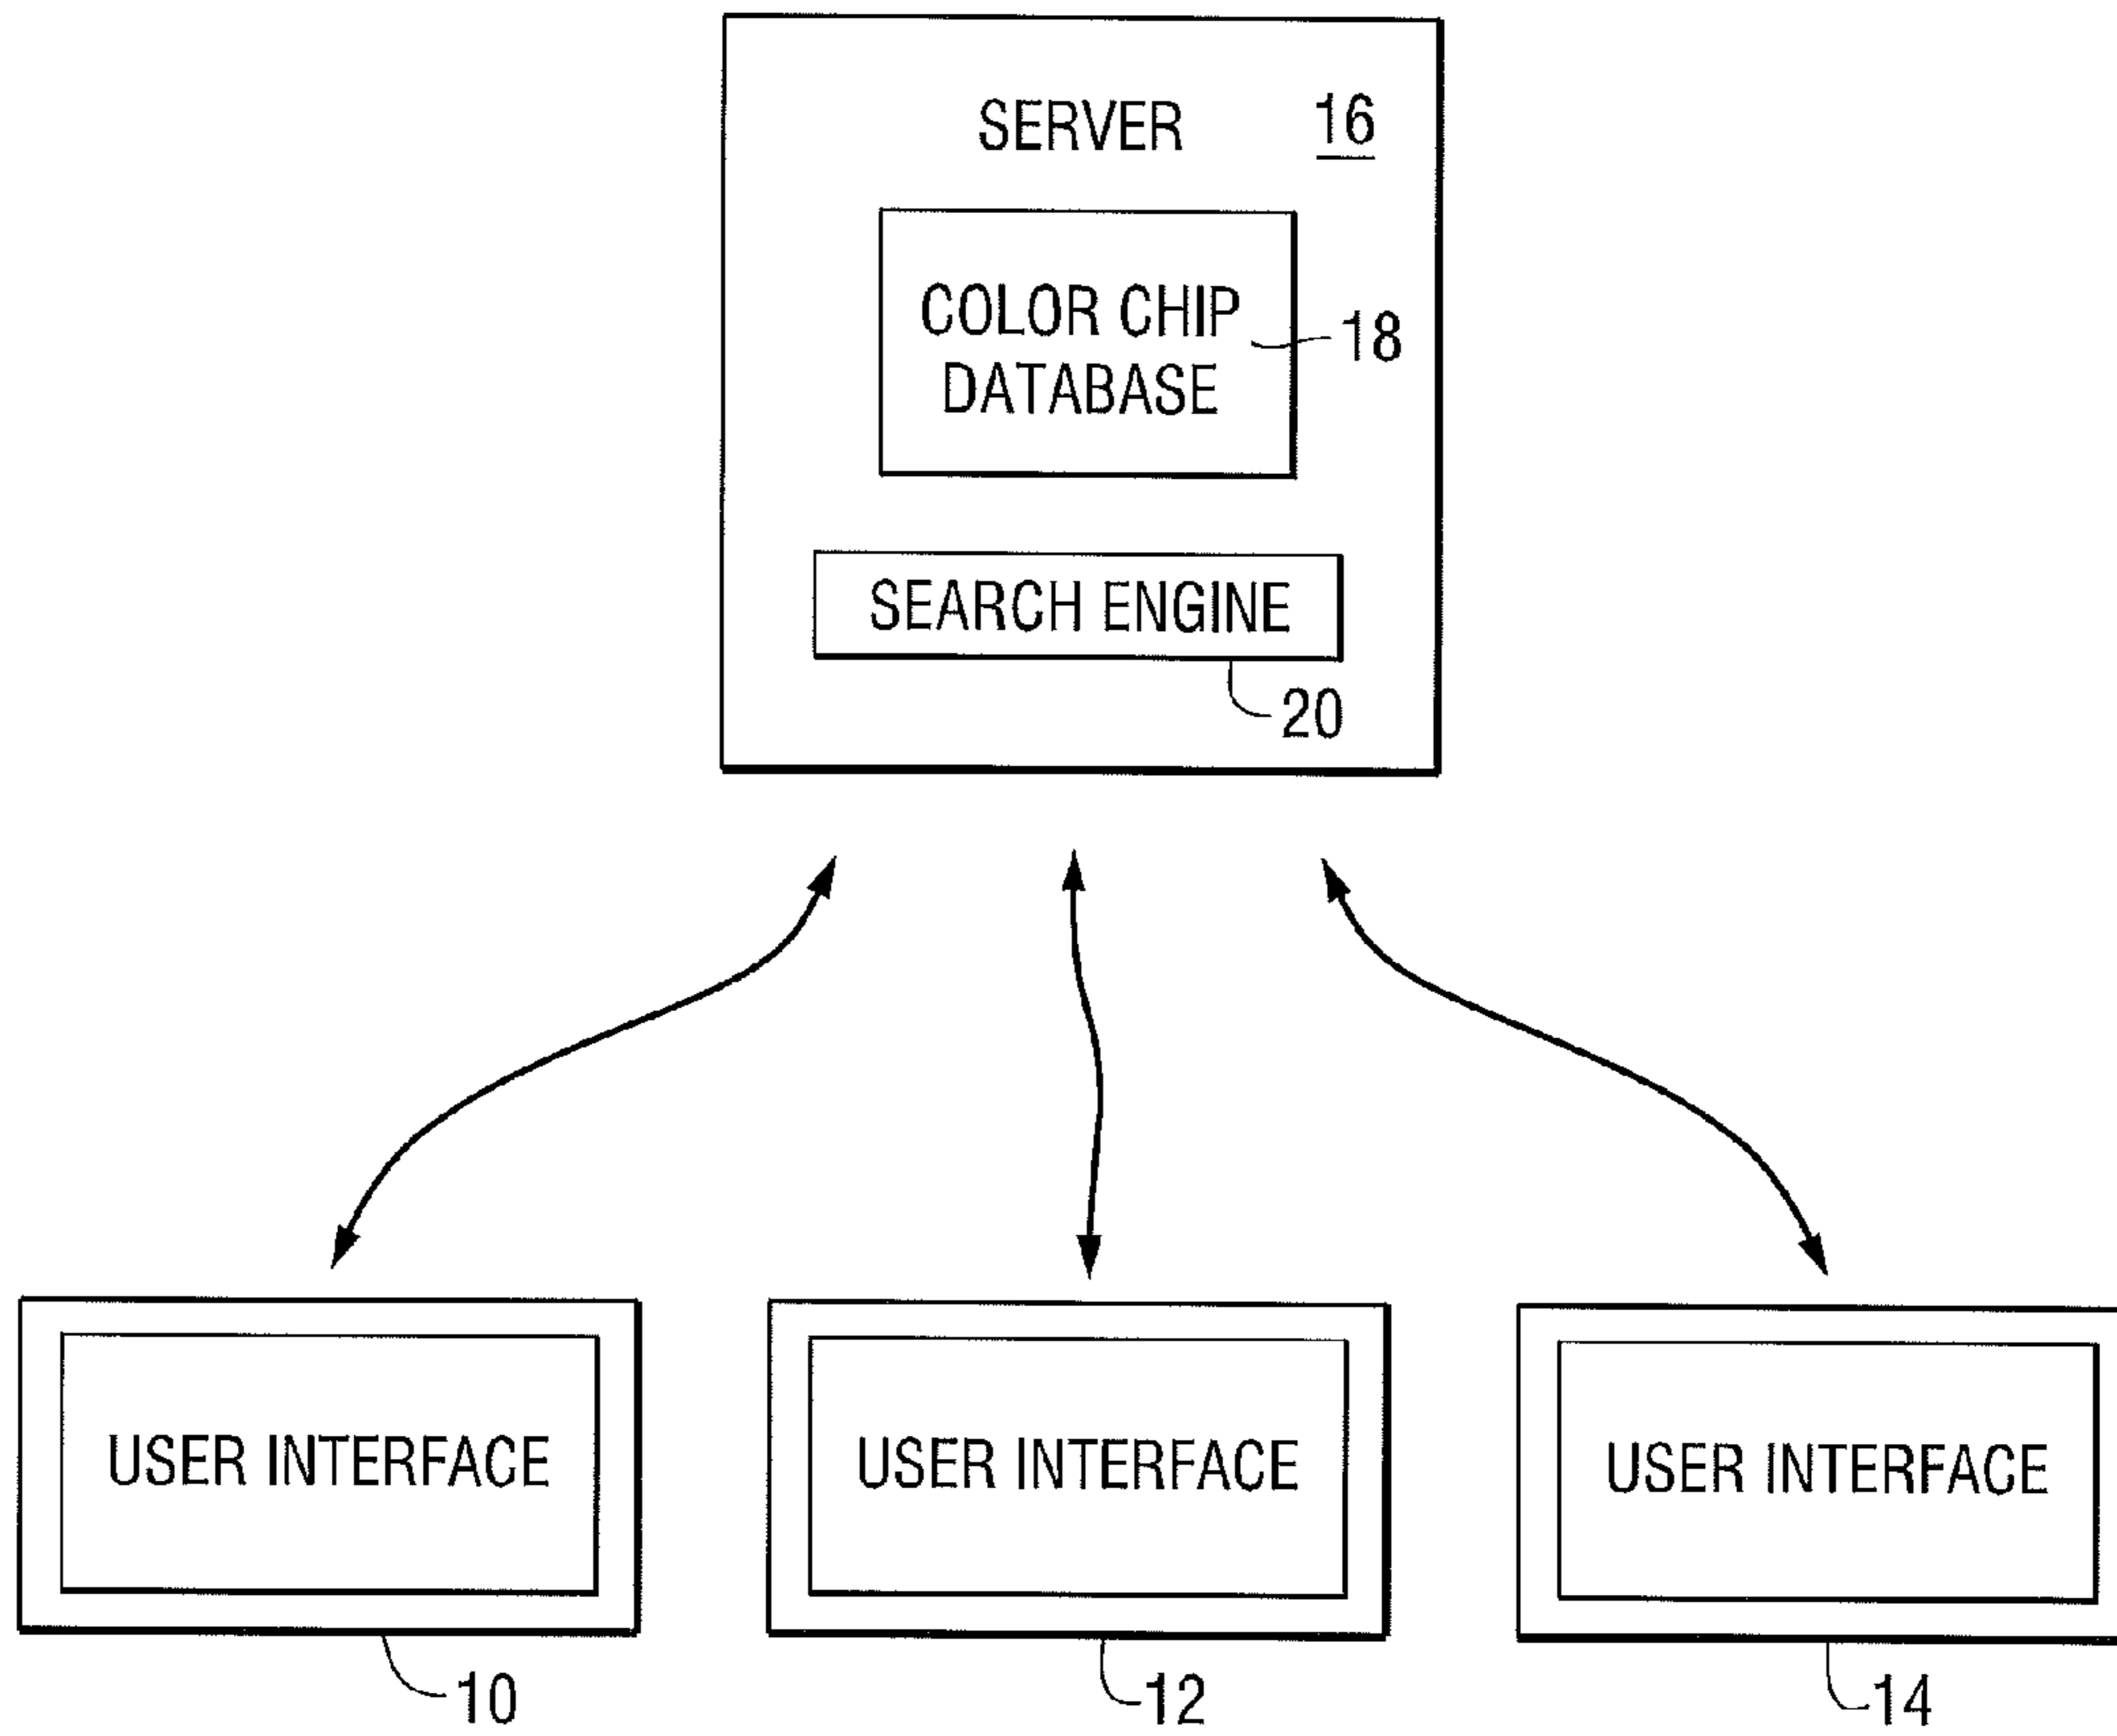 SERVER 16
COLOR CHIP
DATABASE
18
SEARCH ENGINE
20
USER INTERFACE
USER INTERFACE
USER INTERFACE
10
12
14